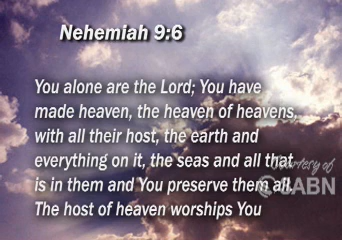 Nehemiah 9:6
You alone are the Lord; You have
made heaven, the heaven of heavens,
with all their host, the earth and
everything on it, the seas and all that
is in them and You preserve them all.
The host of heaven worships You
Courtesy of
3ABN